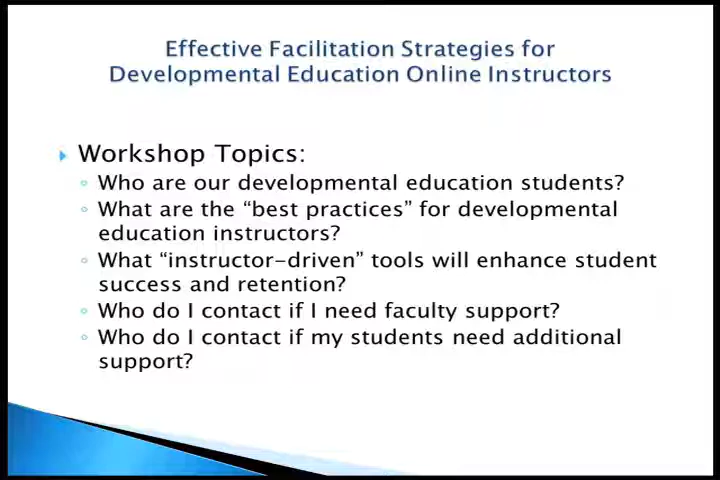 Effective Facilitation Strategies for
Developmental Education Online Instructors
Workshop Topics:
Who are our developmental education students?
What are the “best practices” for developmental
education instructors?
What “instructor-driven” tools will enhance student
success and retention?
Who do I contact if I need faculty support?
Who do I contact if my students need additional
support?